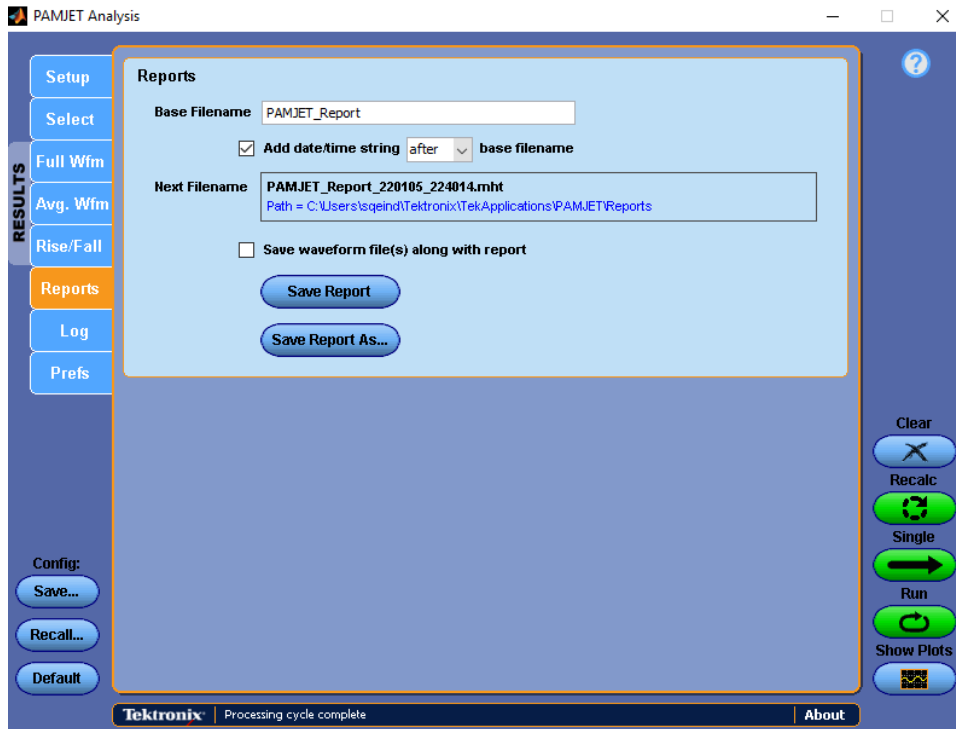 PAMJET Analysis
RESULTS
Setup
Select
Full Wfm
Avg. Wfm
Rise/Fall
Reports
Log
Prefs
Reports
Base Filename PAMJET_Report
Add date/time string after base filename
Next Filename PAMJET_Report_220105_224014.mht
Path = C:\Users\sqeind\Tektronix\TekApplications\PAMJET\Reports
Save waveform file(s) along with report
Save Report
Save Report As...
?
Clear
Recalc
Single
Run
Show Plots
Config:
Save...
Recall...
Default
Tektronix Processing cycle complete About